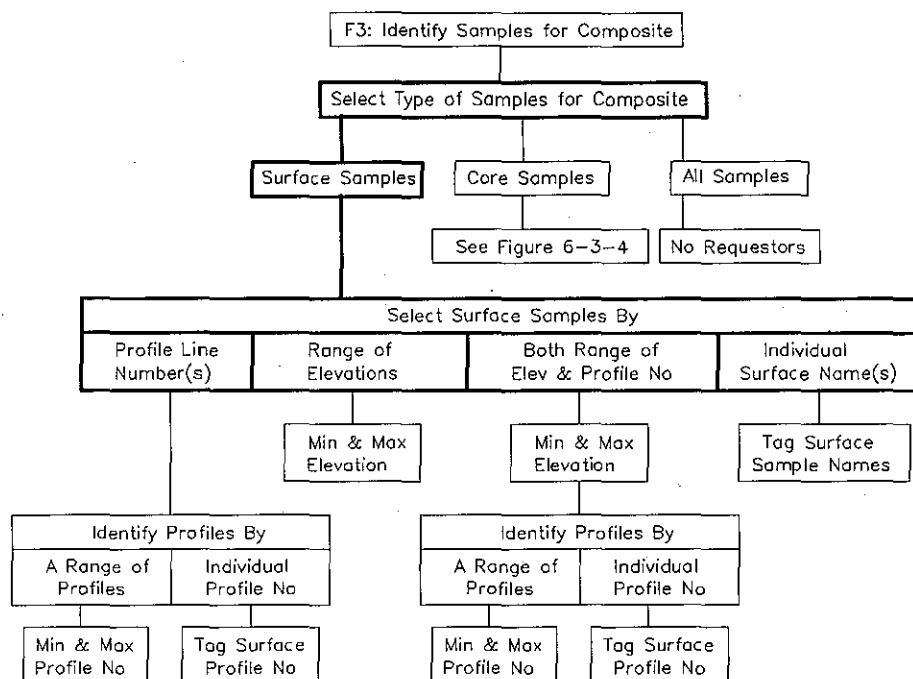 F3: Identify Samples for Composite
Select Type of Samples for Composite
Surface Samples
Core Samples
All Samples
See Figure 6-3-4
No Requestors
Select Surface Samples By
Profile Line
Number(s)
Range of
Elevations
Both Range of
Elev & Profile No
Individual
Surface Name(s)
Min & Max
Elevation
Min & Max
Elevation
Tag Surface
Sample Names
Identify Profiles By
A Range of
Profiles
Individual
Profile No
Min & Max
Profile No
Tag Surface
Profile No
Identify Profiles By
A Range of
Profiles
Individual
Profile No
Min & Max
Profile No
Tag Surface
Profile No